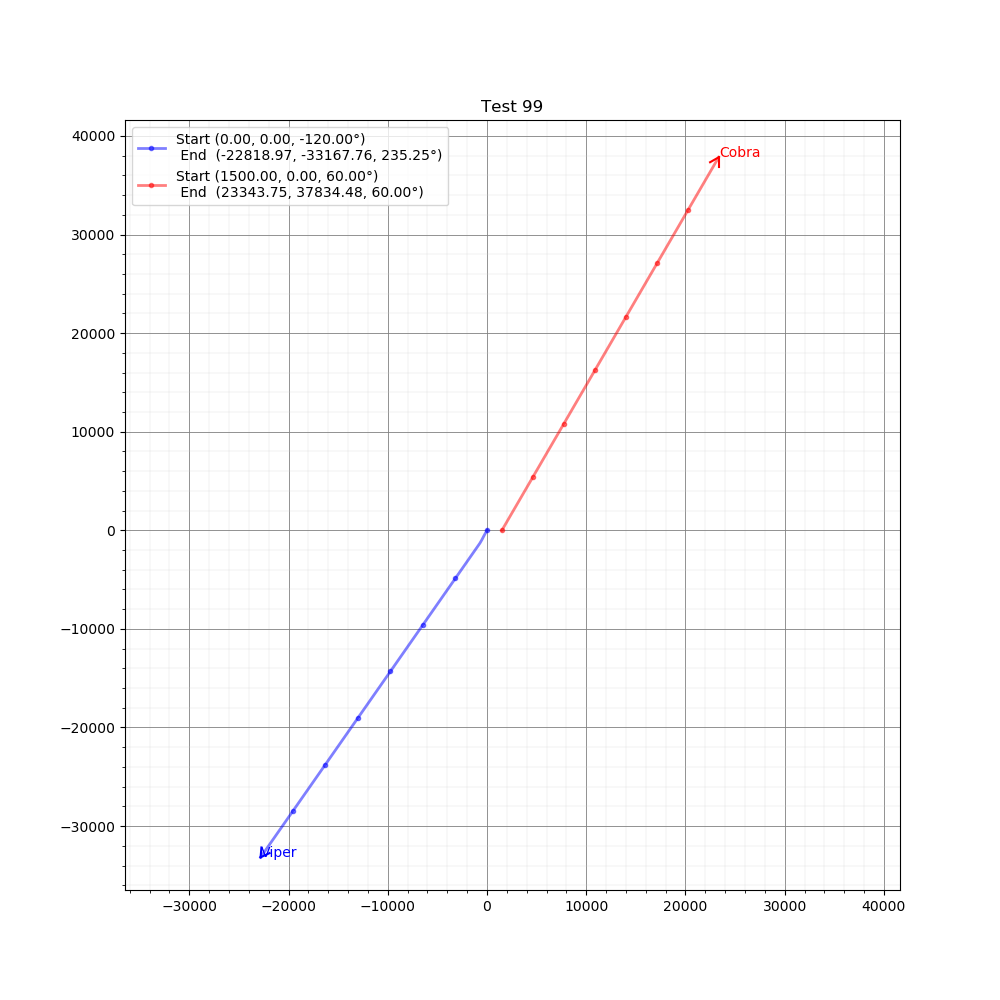 Test 99
Start (0.00, 0.00, -120.00°)
End (-22818.97, -33167.76, 235.25°)
Start (1500.00, 0.00, 60.00°)
End (23343.75, 37834.48, 60.00°)
Cobra
Viper
40000
30000
20000
10000
0
−10000
−20000
−30000
−30000 −20000 −10000 0 10000 20000 30000 40000